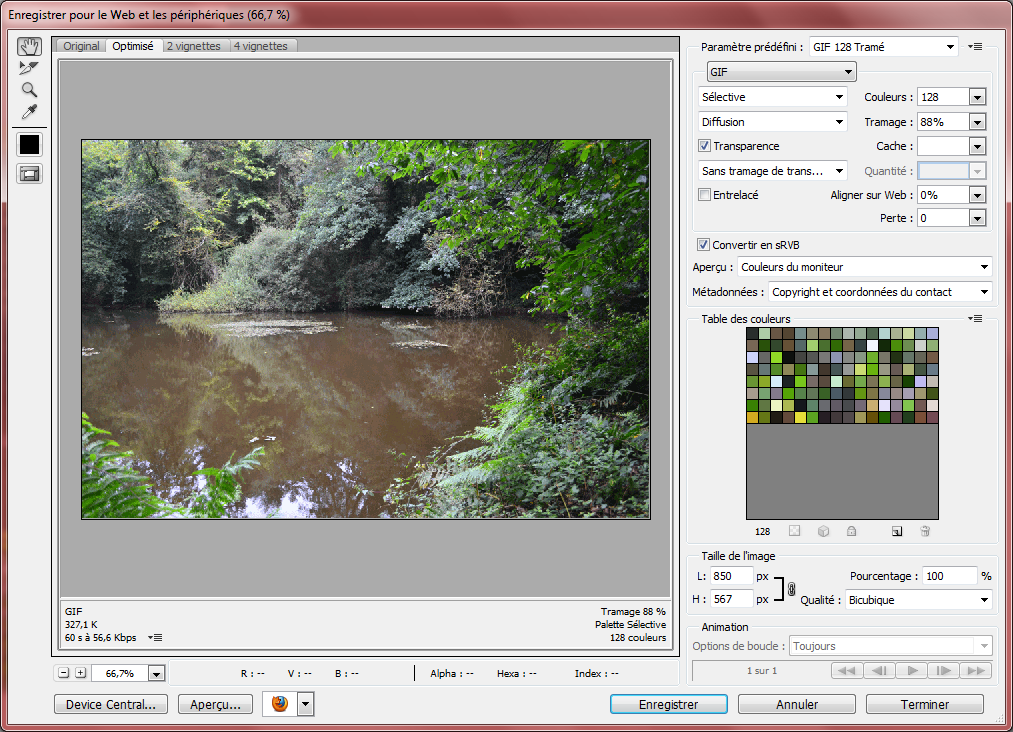 Enregistrer pour le Web et les périphériques (66,7 %)
Original Optimisé 2 vignettes 4 vignettes
Paramètre prédéfini : GIF 128 Tramé
GIF
Sélective Couleurs : 128
Diffusion Tramage : 88%
Transparence Cache :
Sans tramage de trans... Quantité :
Entrelacé Aligner sur Web : 0%
Perte : 0
Convertir en sRVB
Aperçu : Couleurs du moniteur
Métadonnées : Copyright et coordonnées du contact
Table des couleurs
128
Taille de l'image
L: 850 px Pourcentage : 100 %
H : 567 px Qualité : Bicubique
GIF Tramage 88 %
327,1 K Palette Sélective
60 s à 56,6 Kbps 128 couleurs
Animation
Options de boucle : Toujours
1 sur 1
66,7% R : -- V : -- B : -- Alpha : -- Hexa : -- Index : --
Device Central... Aperçu... Enregistrer Annuler Terminer